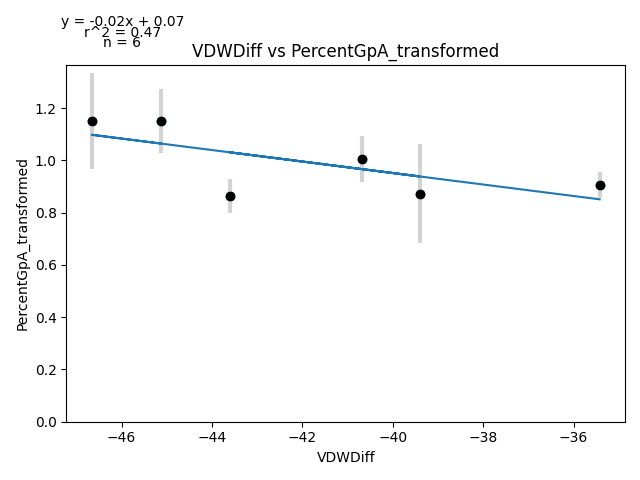 y = -0.02x + 0.07
r^2 = 0.47
n = 6
VDWDiff vs PercentGpA_transformed
PercentGpA_transformed
1.2
1.0
0.8
0.6
0.4
0.2
0.0
−46 −44 −42 −40 −38 −36
VDWDiff